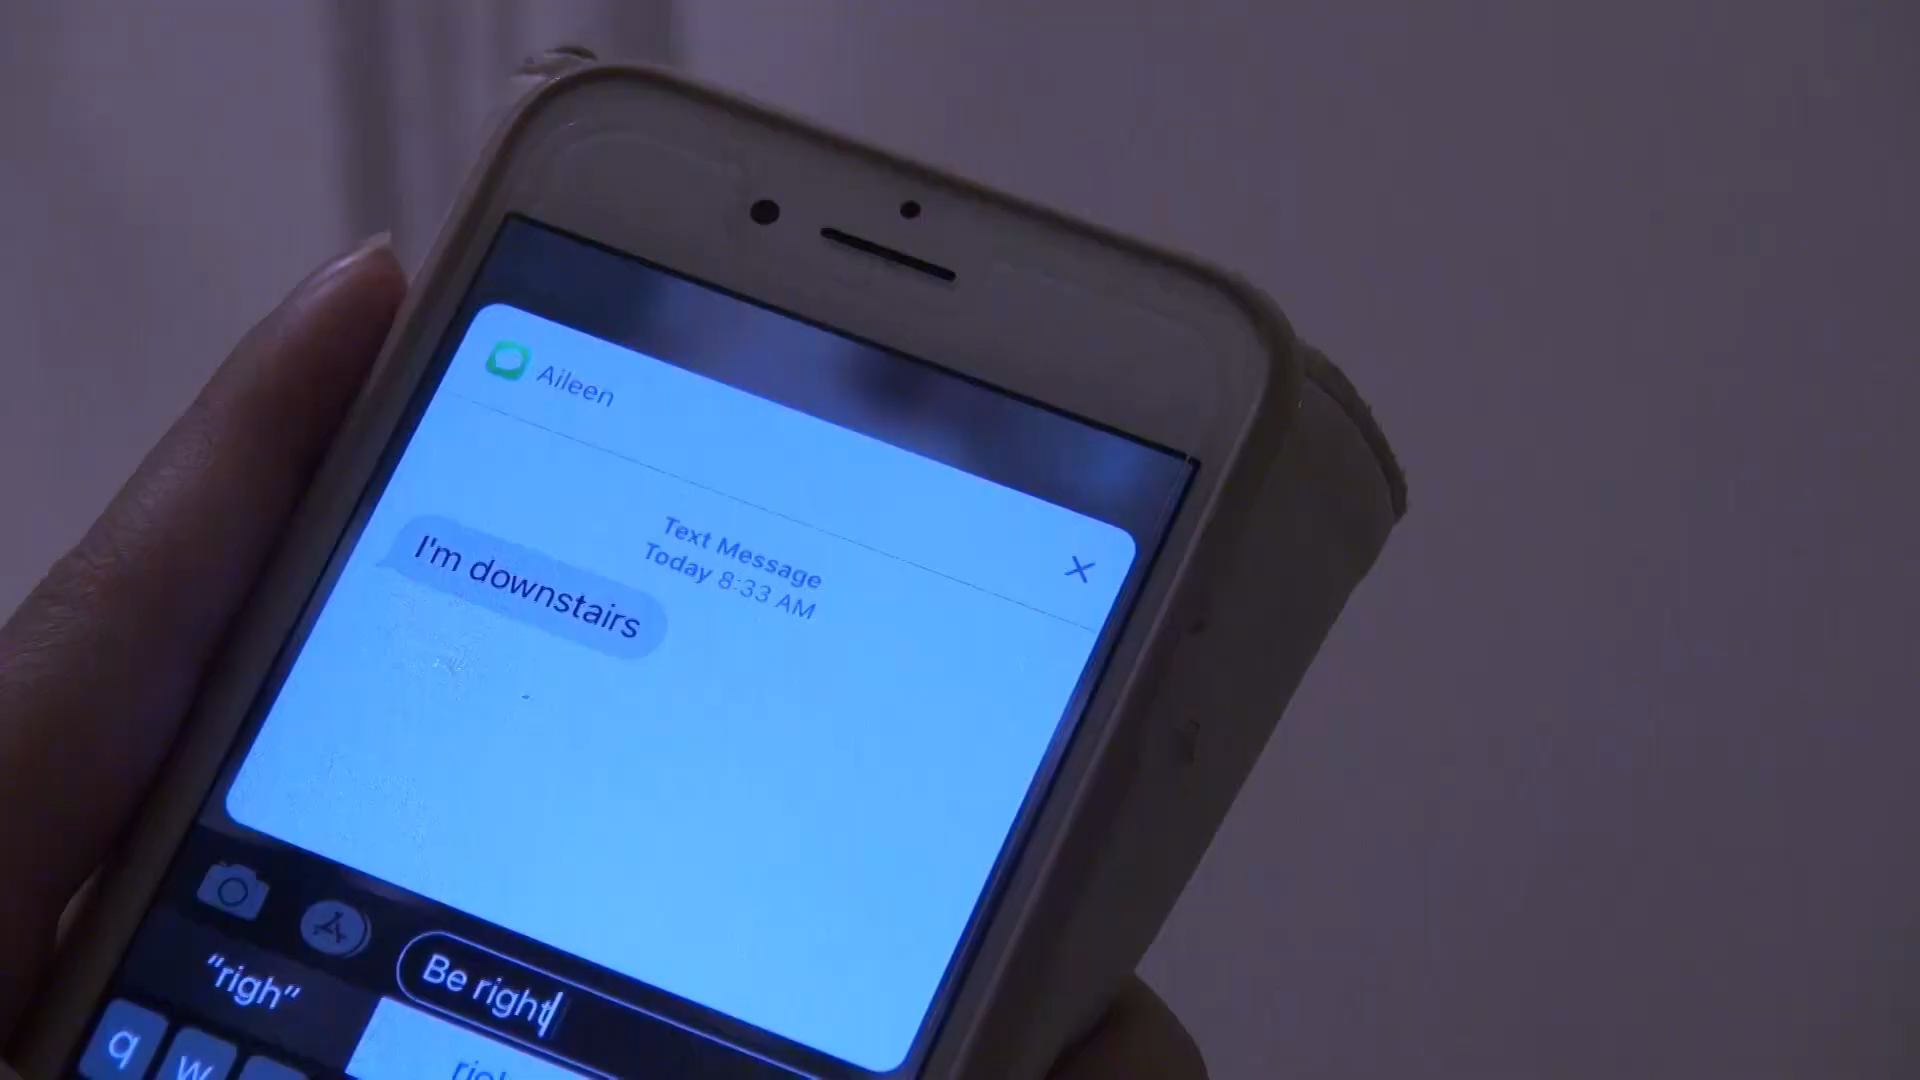 Aileen
Text Message
Today 8:33 AM
I'm downstairs
Be right
"righ"
q
w